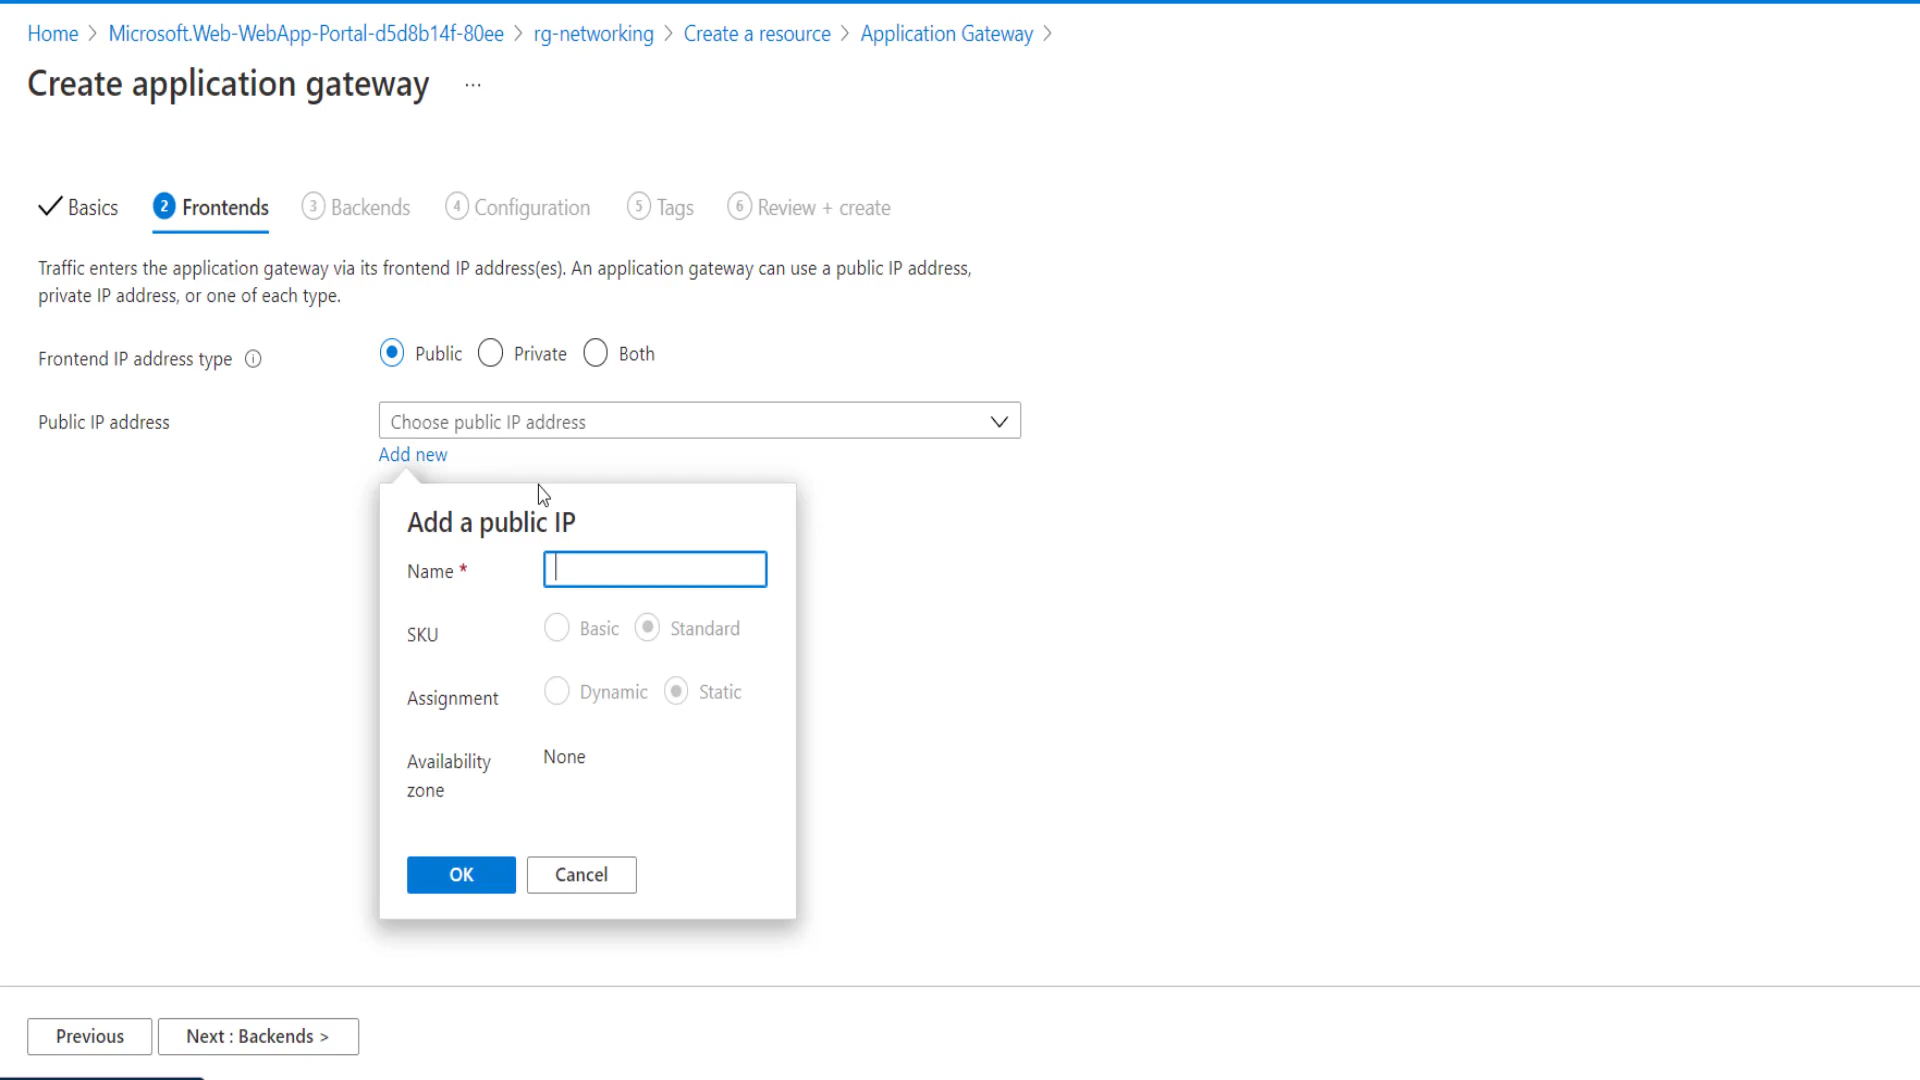 Home > Microsoft.Web-WebApp-Portal-d5d8b14f-80ee > rg-networking > Create a resource > Application Gateway >
Create application gateway ...
Basics 2 Frontends 3 Backends 4 Configuration 5 Tags 6 Review + create
Traffic enters the application gateway via its frontend IP address(es). An application gateway can use a public IP address,
private IP address, or one of each type.
Frontend IP address type Public Private Both
Public IP address Choose public IP address
Add new
Add a public IP
Name *
SKU Basic Standard
Assignment Dynamic Static
Availability None
zone
OK Cancel
Previous Next : Backends >